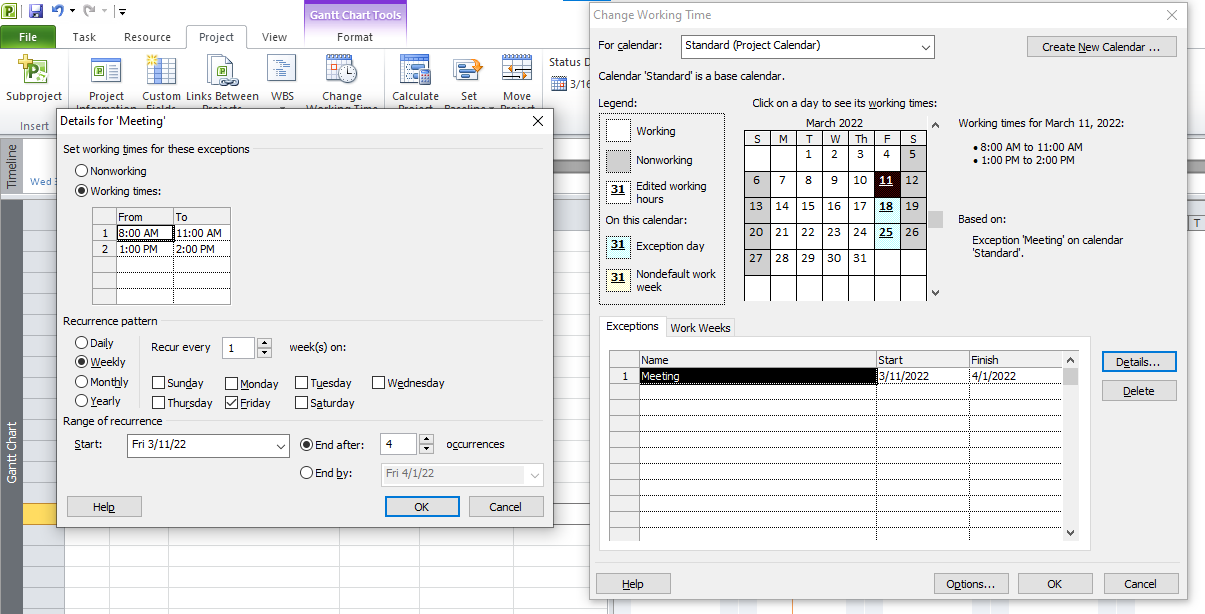 Gantt Chart Tools
File Task Resource Project View Format
Subproject
Project
Information
Custom
Fields
Links Between
Projects
WBS
Change
Working Time
Calculate
Project
Set
Baseline
Move
Project
Status D
3/16
Insert
Timeline
Wed 3
Gantt Chart
T
Details for 'Meeting'
Set working times for these exceptions
Nonworking
Working times:
From To
1 8:00 AM 11:00 AM
2 1:00 PM 2:00 PM
Recurrence pattern
Daily
Weekly
Monthly
Yearly
Recur every 1 week(s) on:
Sunday Monday Tuesday Wednesday
Thursday Friday Saturday
Range of recurrence
Start: Fri 3/11/22 End after: 4 occurrences
End by: Fri 4/1/22
Help OK Cancel
Change Working Time
For calendar: Standard (Project Calendar) Create New Calendar ...
Calendar 'Standard' is a base calendar.
Legend:
Working
Nonworking
31 Edited working
hours
On this calendar:
31 Exception day
31 Nondefault work
week
Click on a day to see its working times:
March 2022
S M T W Th F S
1 2 3 4 5
6 7 8 9 10 11 12
13 14 15 16 17 18 19
20 21 22 23 24 25 26
27 28 29 30 31
Working times for March 11, 2022:
• 8:00 AM to 11:00 AM
• 1:00 PM to 2:00 PM
Based on:
Exception 'Meeting' on calendar
'Standard'.
Exceptions Work Weeks
Name Start Finish
1 Meeting 3/11/2022 4/1/2022
Details...
Delete
Help Options... OK Cancel